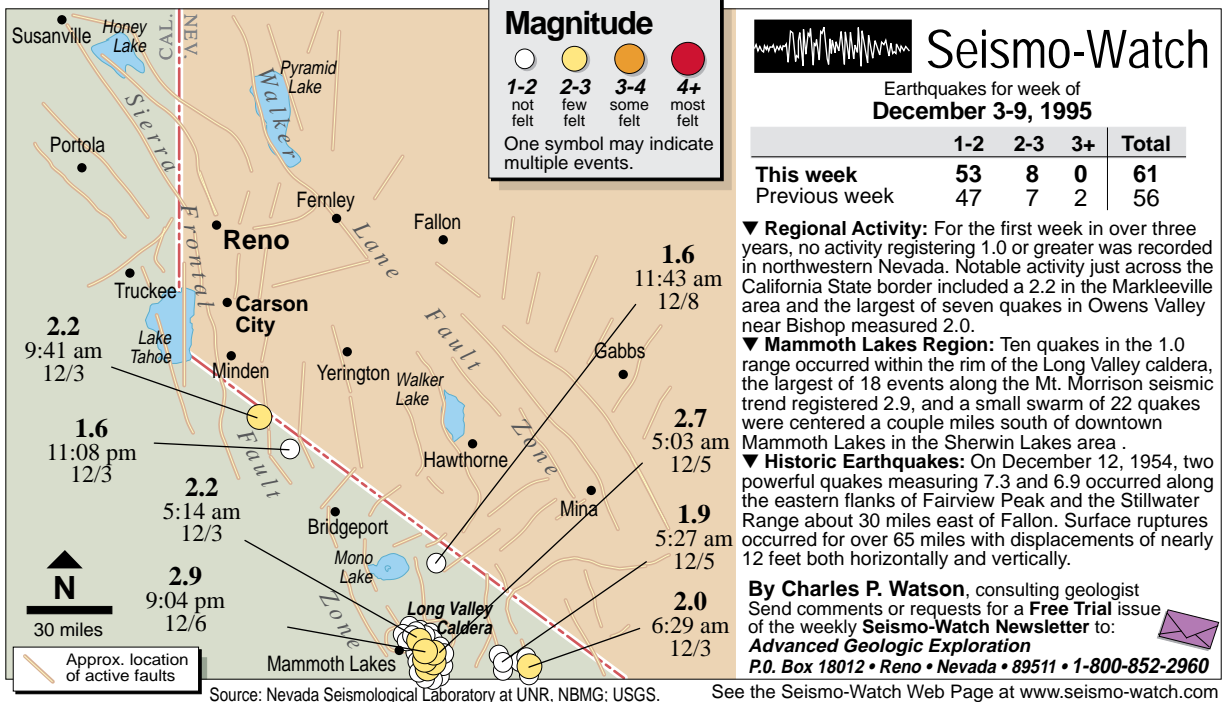 Susanville
Honey
Lake
CAL.
NEV.
Pyramid
Lake
Walker
Sierra
Portola
Fernley
Fallon
Reno
Lane
Frontal
Truckee
Carson
City
Lake
Tahoe
Minden
Yerington
Walker
Lake
Fault
Gabbs
Fault
Hawthorne
Zone
Mina
Bridgeport
Mono
Lake
Zone
Long Valley
Caldera
Mammoth Lakes
2.2
9:41 am
12/3
1.6
11:08 pm
12/3
2.2
5:14 am
12/3
2.9
9:04 pm
12/6
1.6
11:43 am
12/8
2.7
5:03 am
12/5
1.9
5:27 am
12/5
2.0
6:29 am
12/3
N
30 miles
Approx. location
of active faults
Magnitude
1-2 2-3 3-4 4+
not few some most
felt felt felt felt
One symbol may indicate
multiple events.
Seismo-Watch
Earthquakes for week of
December 3-9, 1995
1-2 2-3 3+ Total
This week 53 8 0 61
Previous week 47 7 2 56
▼ Regional Activity: For the first week in over three
years, no activity registering 1.0 or greater was recorded
in northwestern Nevada. Notable activity just across the
California State border included a 2.2 in the Markleeville
area and the largest of seven quakes in Owens Valley
near Bishop measured 2.0.
▼ Mammoth Lakes Region: Ten quakes in the 1.0
range occurred within the rim of the Long Valley caldera,
the largest of 18 events along the Mt. Morrison seismic
trend registered 2.9, and a small swarm of 22 quakes
were centered a couple miles south of downtown
Mammoth Lakes in the Sherwin Lakes area .
▼ Historic Earthquakes: On December 12, 1954, two
powerful quakes measuring 7.3 and 6.9 occurred along
the eastern flanks of Fairview Peak and the Stillwater
Range about 30 miles east of Fallon. Surface ruptures
occurred for over 65 miles with displacements of nearly
12 feet both horizontally and vertically.
By Charles P. Watson, consulting geologist
Send comments or requests for a Free Trial issue
of the weekly Seismo-Watch Newsletter to:
Advanced Geologic Exploration
P.O. Box 18012 • Reno • Nevada • 89511 • 1-800-852-2960
Source: Nevada Seismological Laboratory at UNR, NBMG; USGS.
See the Seismo-Watch Web Page at www.seismo-watch.com